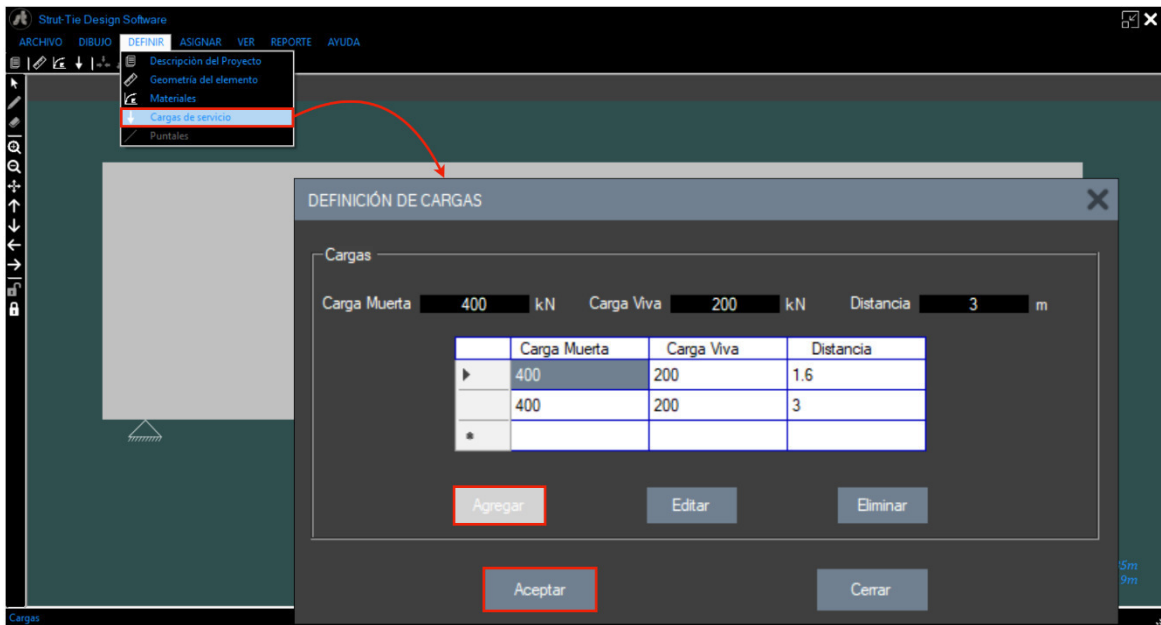 Strut-Tie Design Software
ARCHIVO DIBUJO DEFINIR ASIGNAR VER REPORTE AYUDA
Descripción del Proyecto
Geometría del elemento
Materiales
Cargas de servicio
Puntales
DEFINICIÓN DE CARGAS
Cargas
Carga Muerta 400 kN Carga Viva 200 kN Distancia 3 m
Carga Muerta Carga Viva Distancia
400 200 1.6
400 200 3
*
Agregar Editar Eliminar
Aceptar Cerrar
5m
9m
Cargas